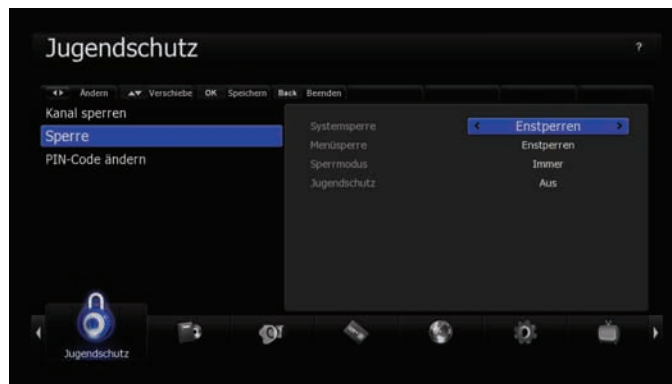 Jugendschutz
?
Ändern Verschiebe OK Speichern Back Beenden
Kanal sperren
Sperre
PIN-Code ändern
Systemsperre Enstperren
Menüsperre Enstperren
Sperrmodus Immer
Jugendschutz Aus
Jugendschutz